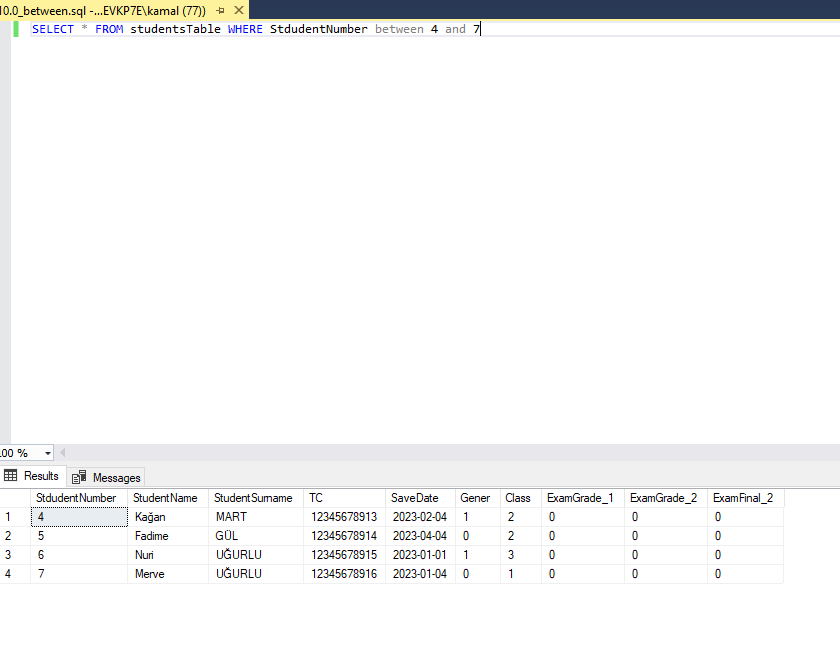 10.0_between.sql -...EVKP7E\kamal (77))
SELECT * FROM studentsTable WHERE StdudentNumber between 4 and 7
100 %
Results Messages
StdudentNumber StudentName StudentSurname TC SaveDate Gener Class ExamGrade_1 ExamGrade_2 ExamFinal_2
1 4 Kağan MART 12345678913 2023-02-04 1 2 0 0 0
2 5 Fadime GÜL 12345678914 2023-04-04 0 2 0 0 0
3 6 Nuri UĞURLU 12345678915 2023-01-01 1 3 0 0 0
4 7 Merve UĞURLU 12345678916 2023-01-04 0 1 0 0 0